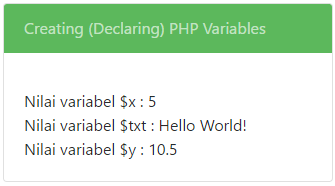 Creating (Declaring) PHP Variables
Nilai variabel $x : 5
Nilai variabel $txt : Hello World!
Nilai variabel $y : 10.5